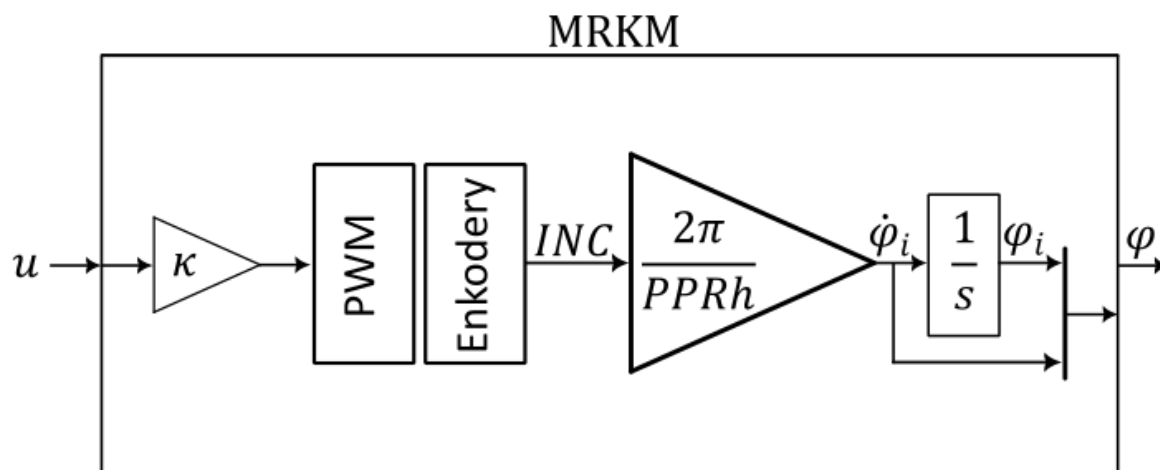 MRKM
u
κ
PWM
Enkodery
INC
2π
PPRh
φ̇ᵢ
1
s
φᵢ
φ